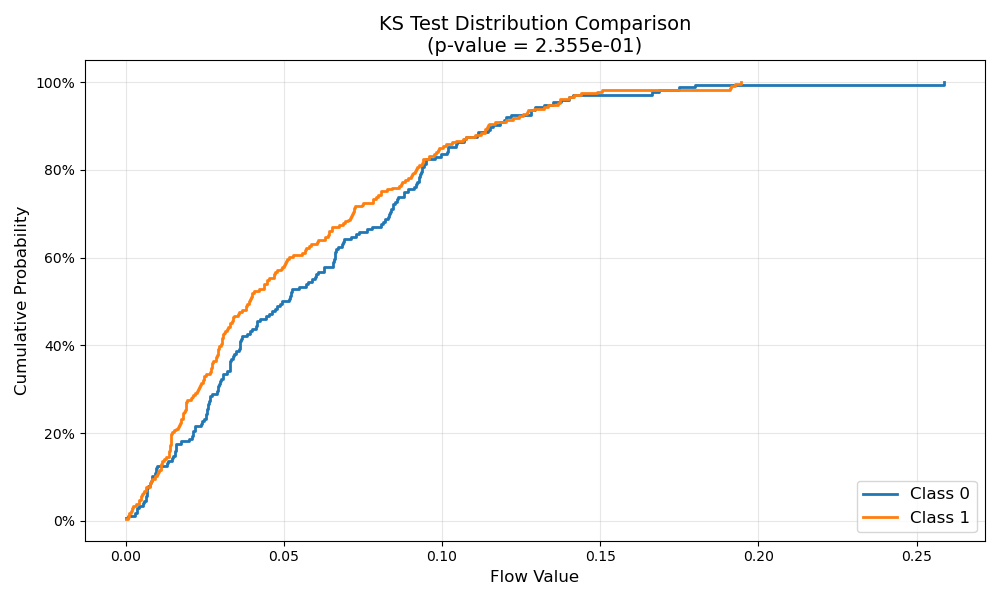 KS Test Distribution Comparison
(p-value = 2.355e-01)
Cumulative Probability
100%
80%
60%
40%
20%
0%
0.00 0.05 0.10 0.15 0.20 0.25
Flow Value
Class 0
Class 1